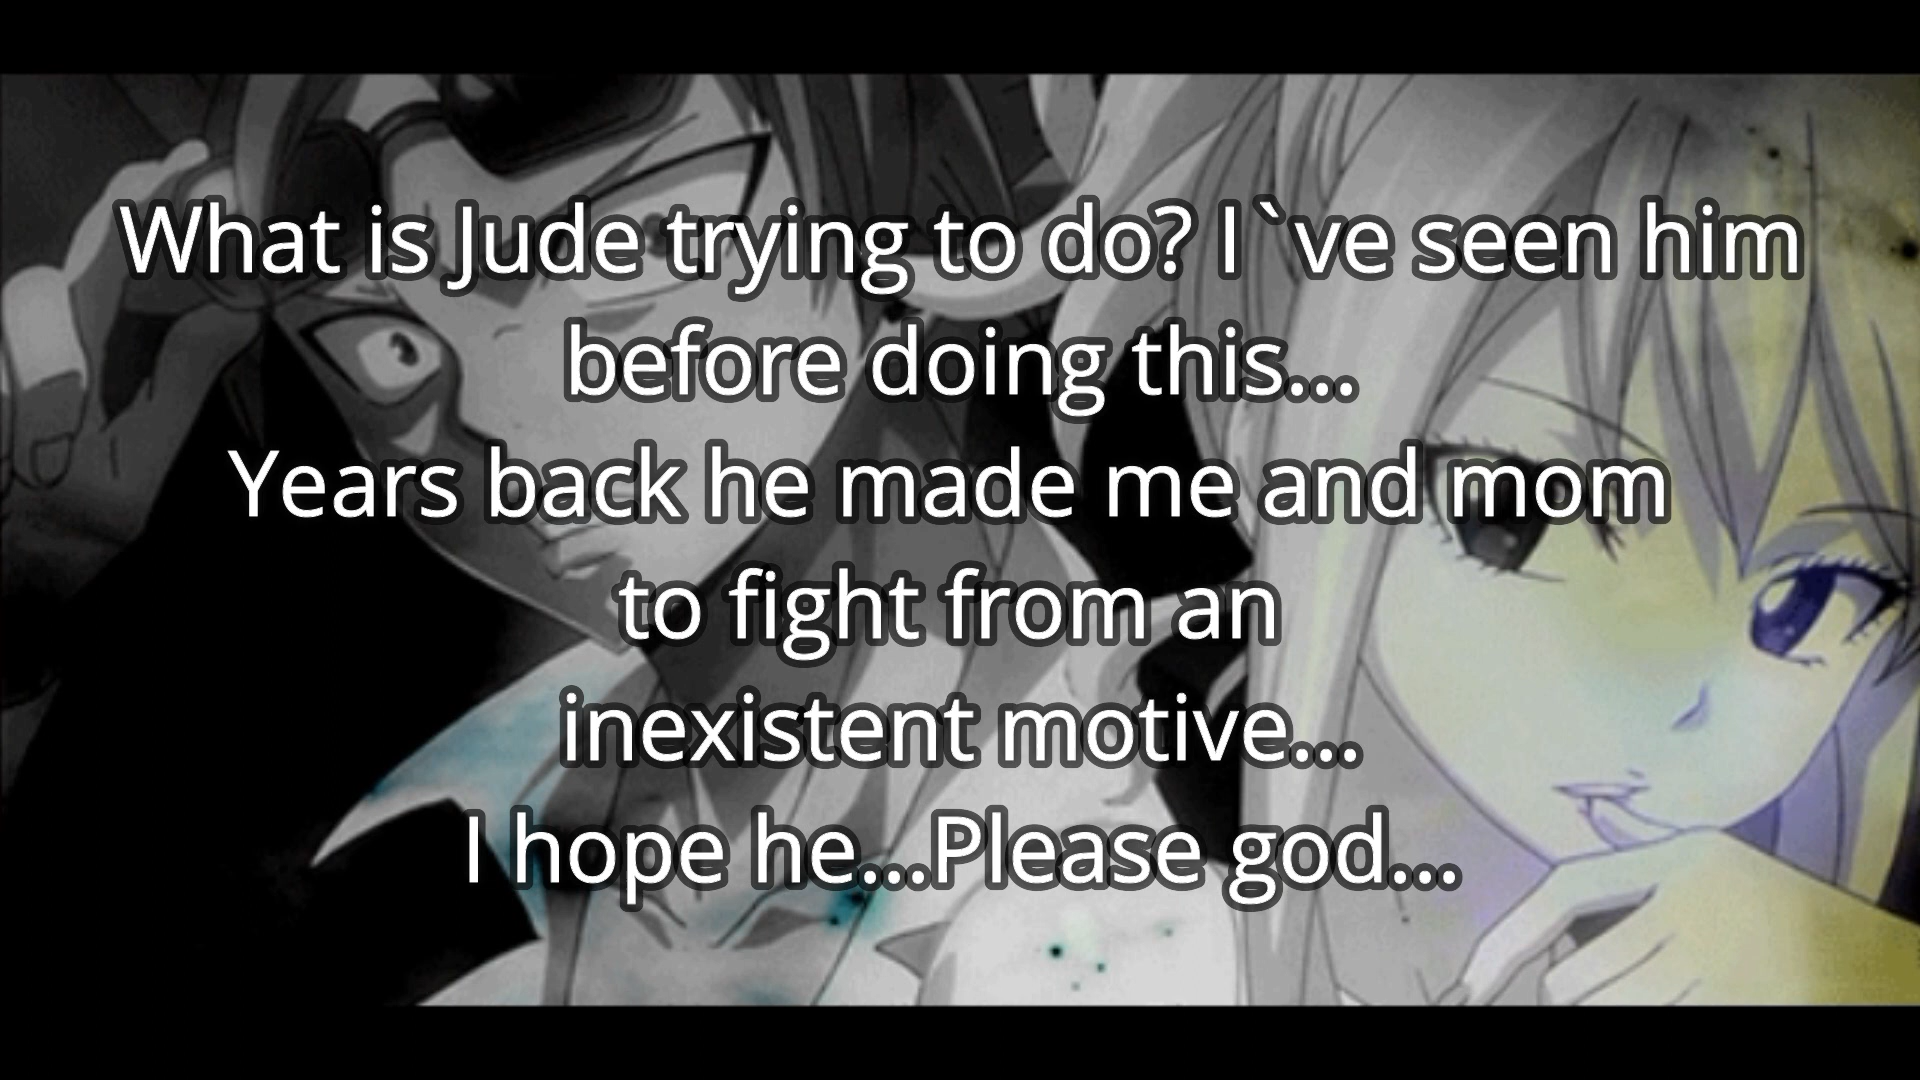 What is Jude trying to do? I`ve seen him
before doing this...
Years back he made me and mom
to fight from an
inexistent motive...
I hope he...Please god...